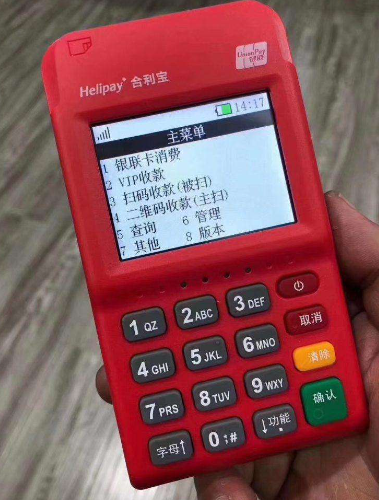 Helipay 合利宝
UnionPay
银联
14:17
主菜单
1 银联卡消费
2 VIP收款
3 扫码收款(被扫)
4 二维码收款(主扫)
5 查询 6 管理
7 其他 8 版本
1 QZ 2 ABC 3 DEF
取消
4 GHI 5 JKL 6 MNO
清除
7 PRS 8 TUV 9 WXY
确认
字母↑ 0 ;# ↓功能